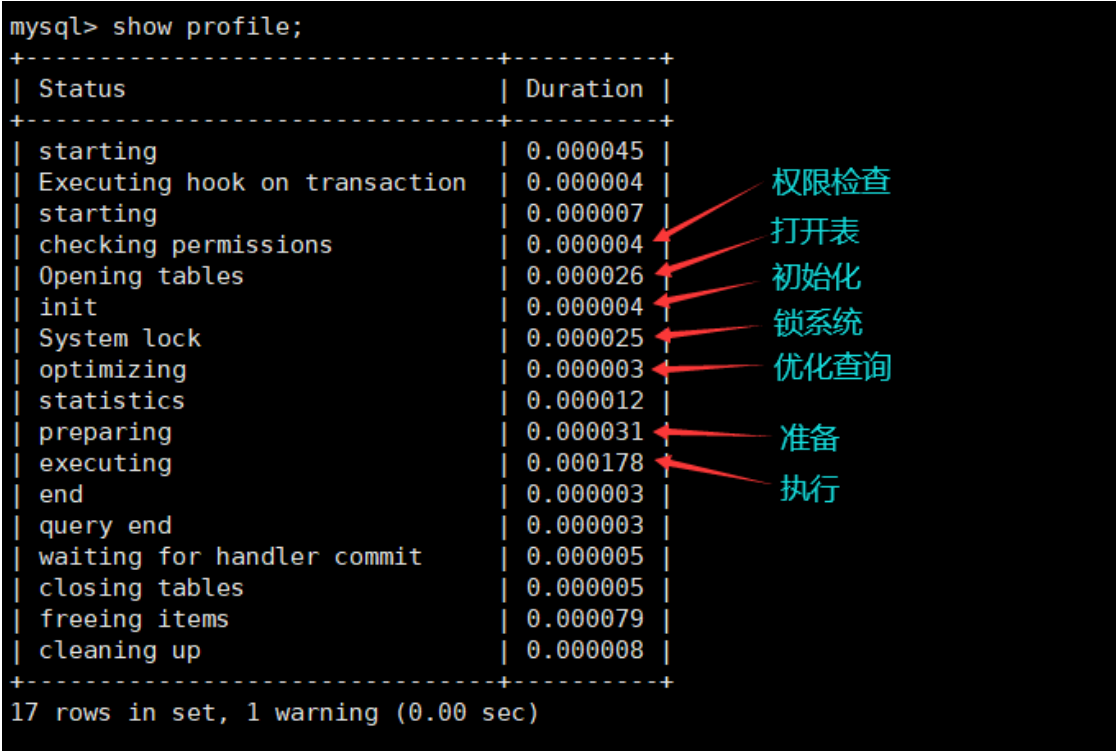 mysql> show profile;
+---------------------------------+----------+
| Status                          | Duration |
+---------------------------------+----------+
| starting                        | 0.000045 |
| Executing hook on transaction   | 0.000004 | 权限检查
| starting                        | 0.000007 |
| checking permissions            | 0.000004 | 打开表
| Opening tables                  | 0.000026 | 初始化
| init                            | 0.000004 | 锁系统
| System lock                     | 0.000025 |
| optimizing                      | 0.000003 | 优化查询
| statistics                      | 0.000012 |
| preparing                       | 0.000031 | 准备
| executing                       | 0.000178 | 执行
| end                             | 0.000003 |
| query end                       | 0.000003 |
| waiting for handler commit      | 0.000005 |
| closing tables                  | 0.000005 |
| freeing items                   | 0.000079 |
| cleaning up                     | 0.000008 |
+---------------------------------+----------+
17 rows in set, 1 warning (0.00 sec)